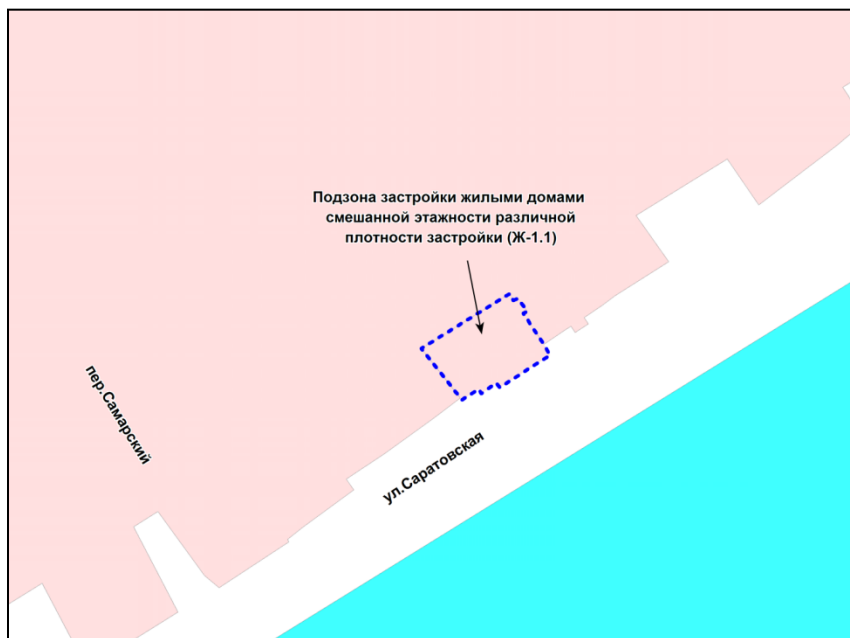 Подзона застройки жилыми домами
смешанной этажности различной
плотности застройки (Ж-1.1)
пер.Самарский
ул.Саратовская